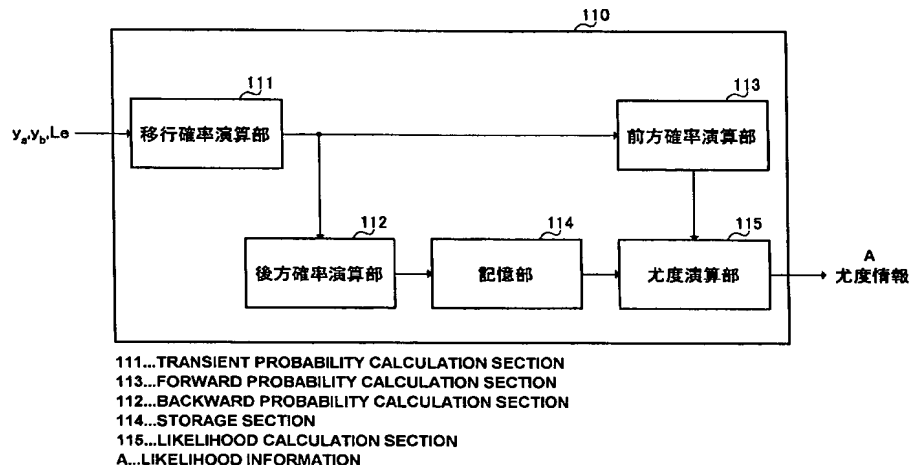 110
111
113
yₐ,y_b,Le
移行確率演算部
前方確率演算部
112
114
115
後方確率演算部
記憶部
尤度演算部
A
尤度情報
111...TRANSIENT PROBABILITY CALCULATION SECTION
113...FORWARD PROBABILITY CALCULATION SECTION
112...BACKWARD PROBABILITY CALCULATION SECTION
114...STORAGE SECTION
115...LIKELIHOOD CALCULATION SECTION
A...LIKELIHOOD INFORMATION